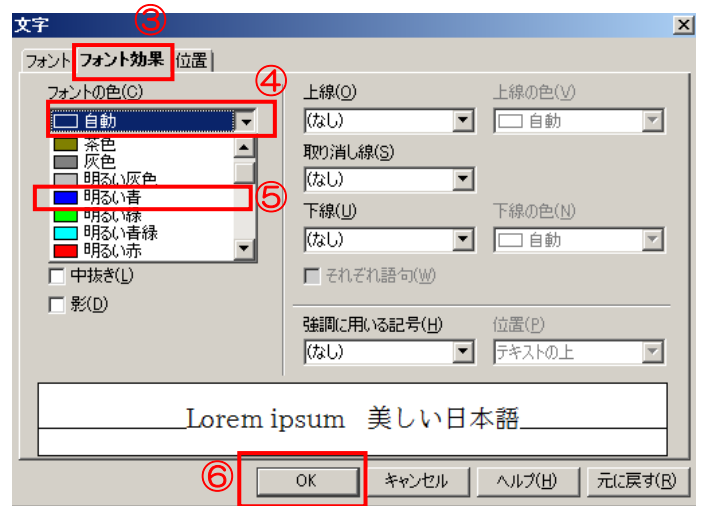 文字
③
フォント フォント効果 位置
④
フォントの色(C)
自動
茶色
灰色
明るい灰色
明るい青
⑤
明るい緑
明るい青緑
明るい赤
中抜き(L)
影(D)
上線(O)
上線の色(V)
(なし)
自動
取り消し線(S)
(なし)
下線(U)
下線の色(N)
(なし)
自動
それぞれ語句(W)
強調に用いる記号(H)
位置(P)
(なし)
テキストの上
Lorem ipsum 美しい日本語
⑥
OK キャンセル ヘルプ(H) 元に戻す(R)